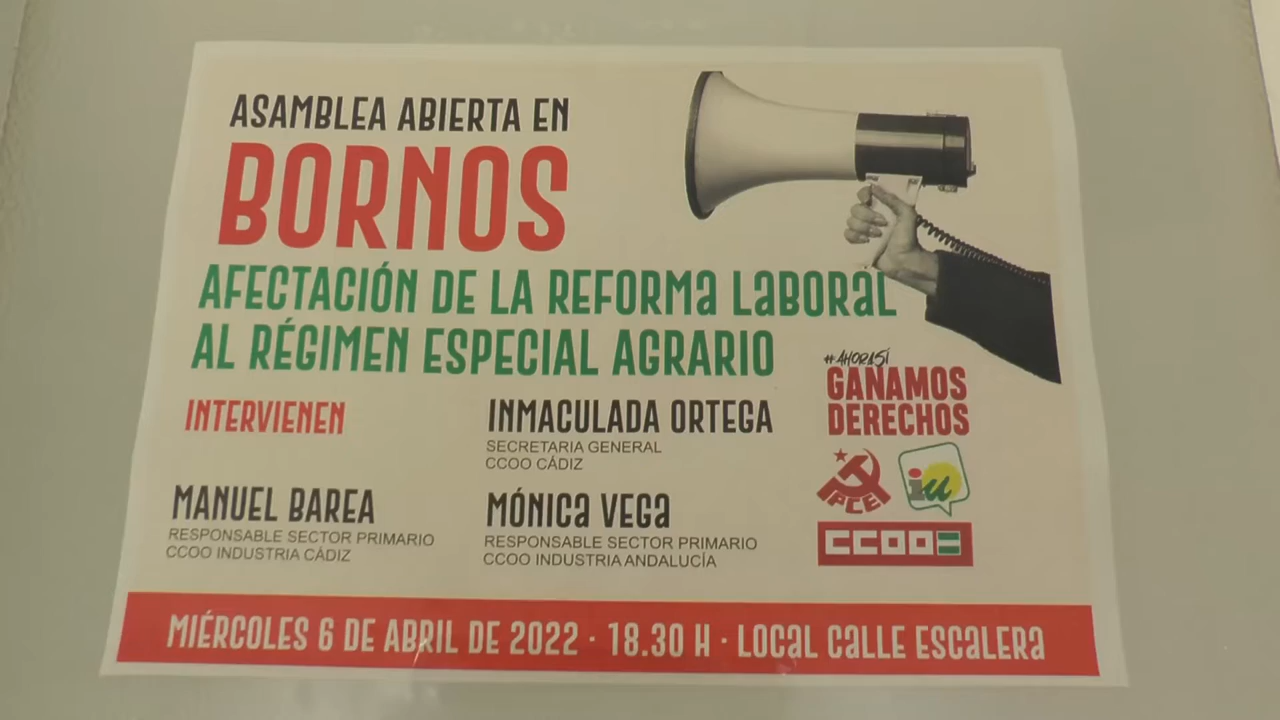 ASAMBLEA ABIERTA EN
BORNOS
AFECTACIÓN DE LA REFORMA LABORAL
AL RÉGIMEN ESPECIAL AGRARIO
INTERVIENEN
INMACULADA ORTEGA
SECRETARIA GENERAL
CCOO CÁDIZ
MANUEL BAREA
RESPONSABLE SECTOR PRIMARIO
CCOO INDUSTRIA CÁDIZ
MÓNICA VEGA
RESPONSABLE SECTOR PRIMARIO
CCOO INDUSTRIA ANDALUCÍA
#AHORASÍ
GANAMOS
DERECHOS
PCE
iu
CCOO
MIÉRCOLES 6 DE ABRIL DE 2022 · 18.30 H · LOCAL CALLE ESCALERA